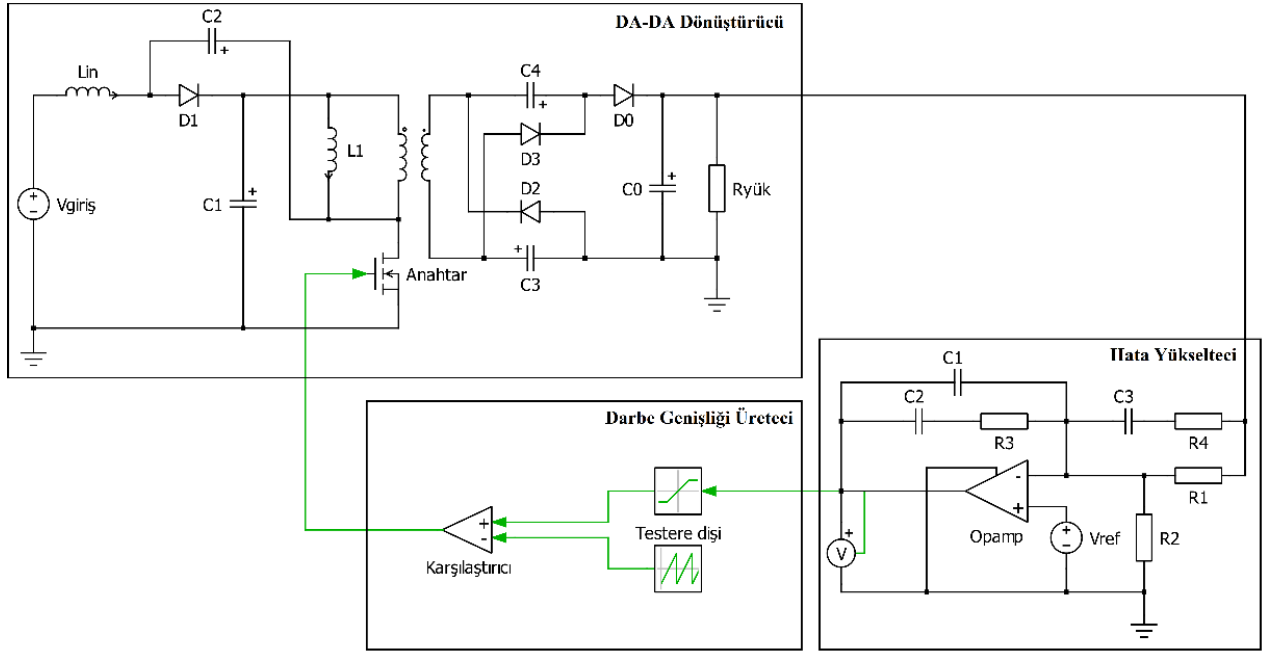 DA-DA Dönüştürücü
C2
+
Lin
D1
Vgiriş
+
−
C1
+
L1
Anahtar
C4
+
D0
D3
D2
+
C3
C0
+
Ryük
Hata Yükselteci
C1
C2
R3
C3
R4
R1
-
+
Opamp
Vref
+
−
R2
+
V
Darbe Genişliği Üreteci
Testere dişi
+
-
Karşılaştırıcı